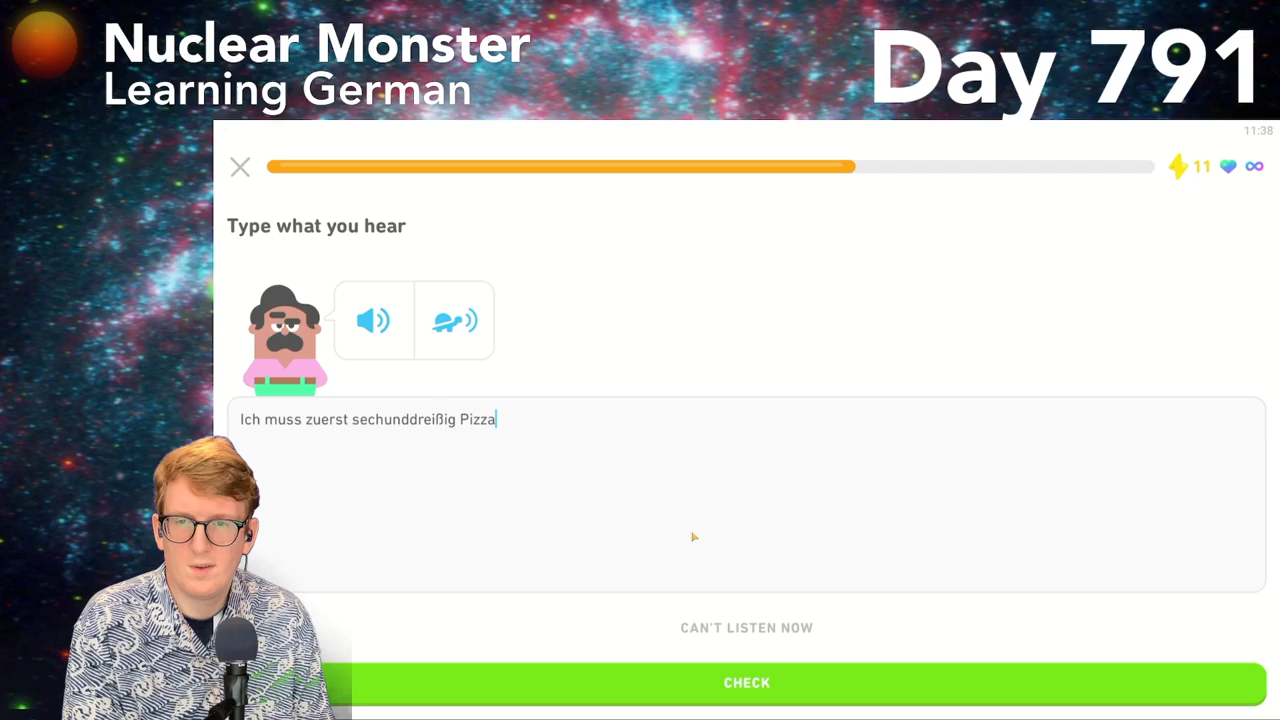 Nuclear Monster
Learning German
Day 791
11:38
11
Type what you hear
Ich muss zuerst sechunddreißig Pizza
CAN'T LISTEN NOW
CHECK